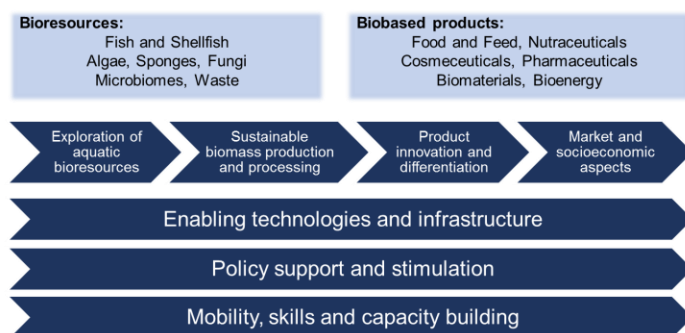 Bioresources:
Fish and Shellfish
Algae, Sponges, Fungi
Microbiomes, Waste
Biobased products:
Food and Feed, Nutraceuticals
Cosmeceuticals, Pharmaceuticals
Biomaterials, Bioenergy
Exploration of
aquatic
bioresources
Sustainable
biomass production
and processing
Product
innovation and
differentiation
Market and
socioeconomic
aspects
Enabling technologies and infrastructure
Policy support and stimulation
Mobility, skills and capacity building